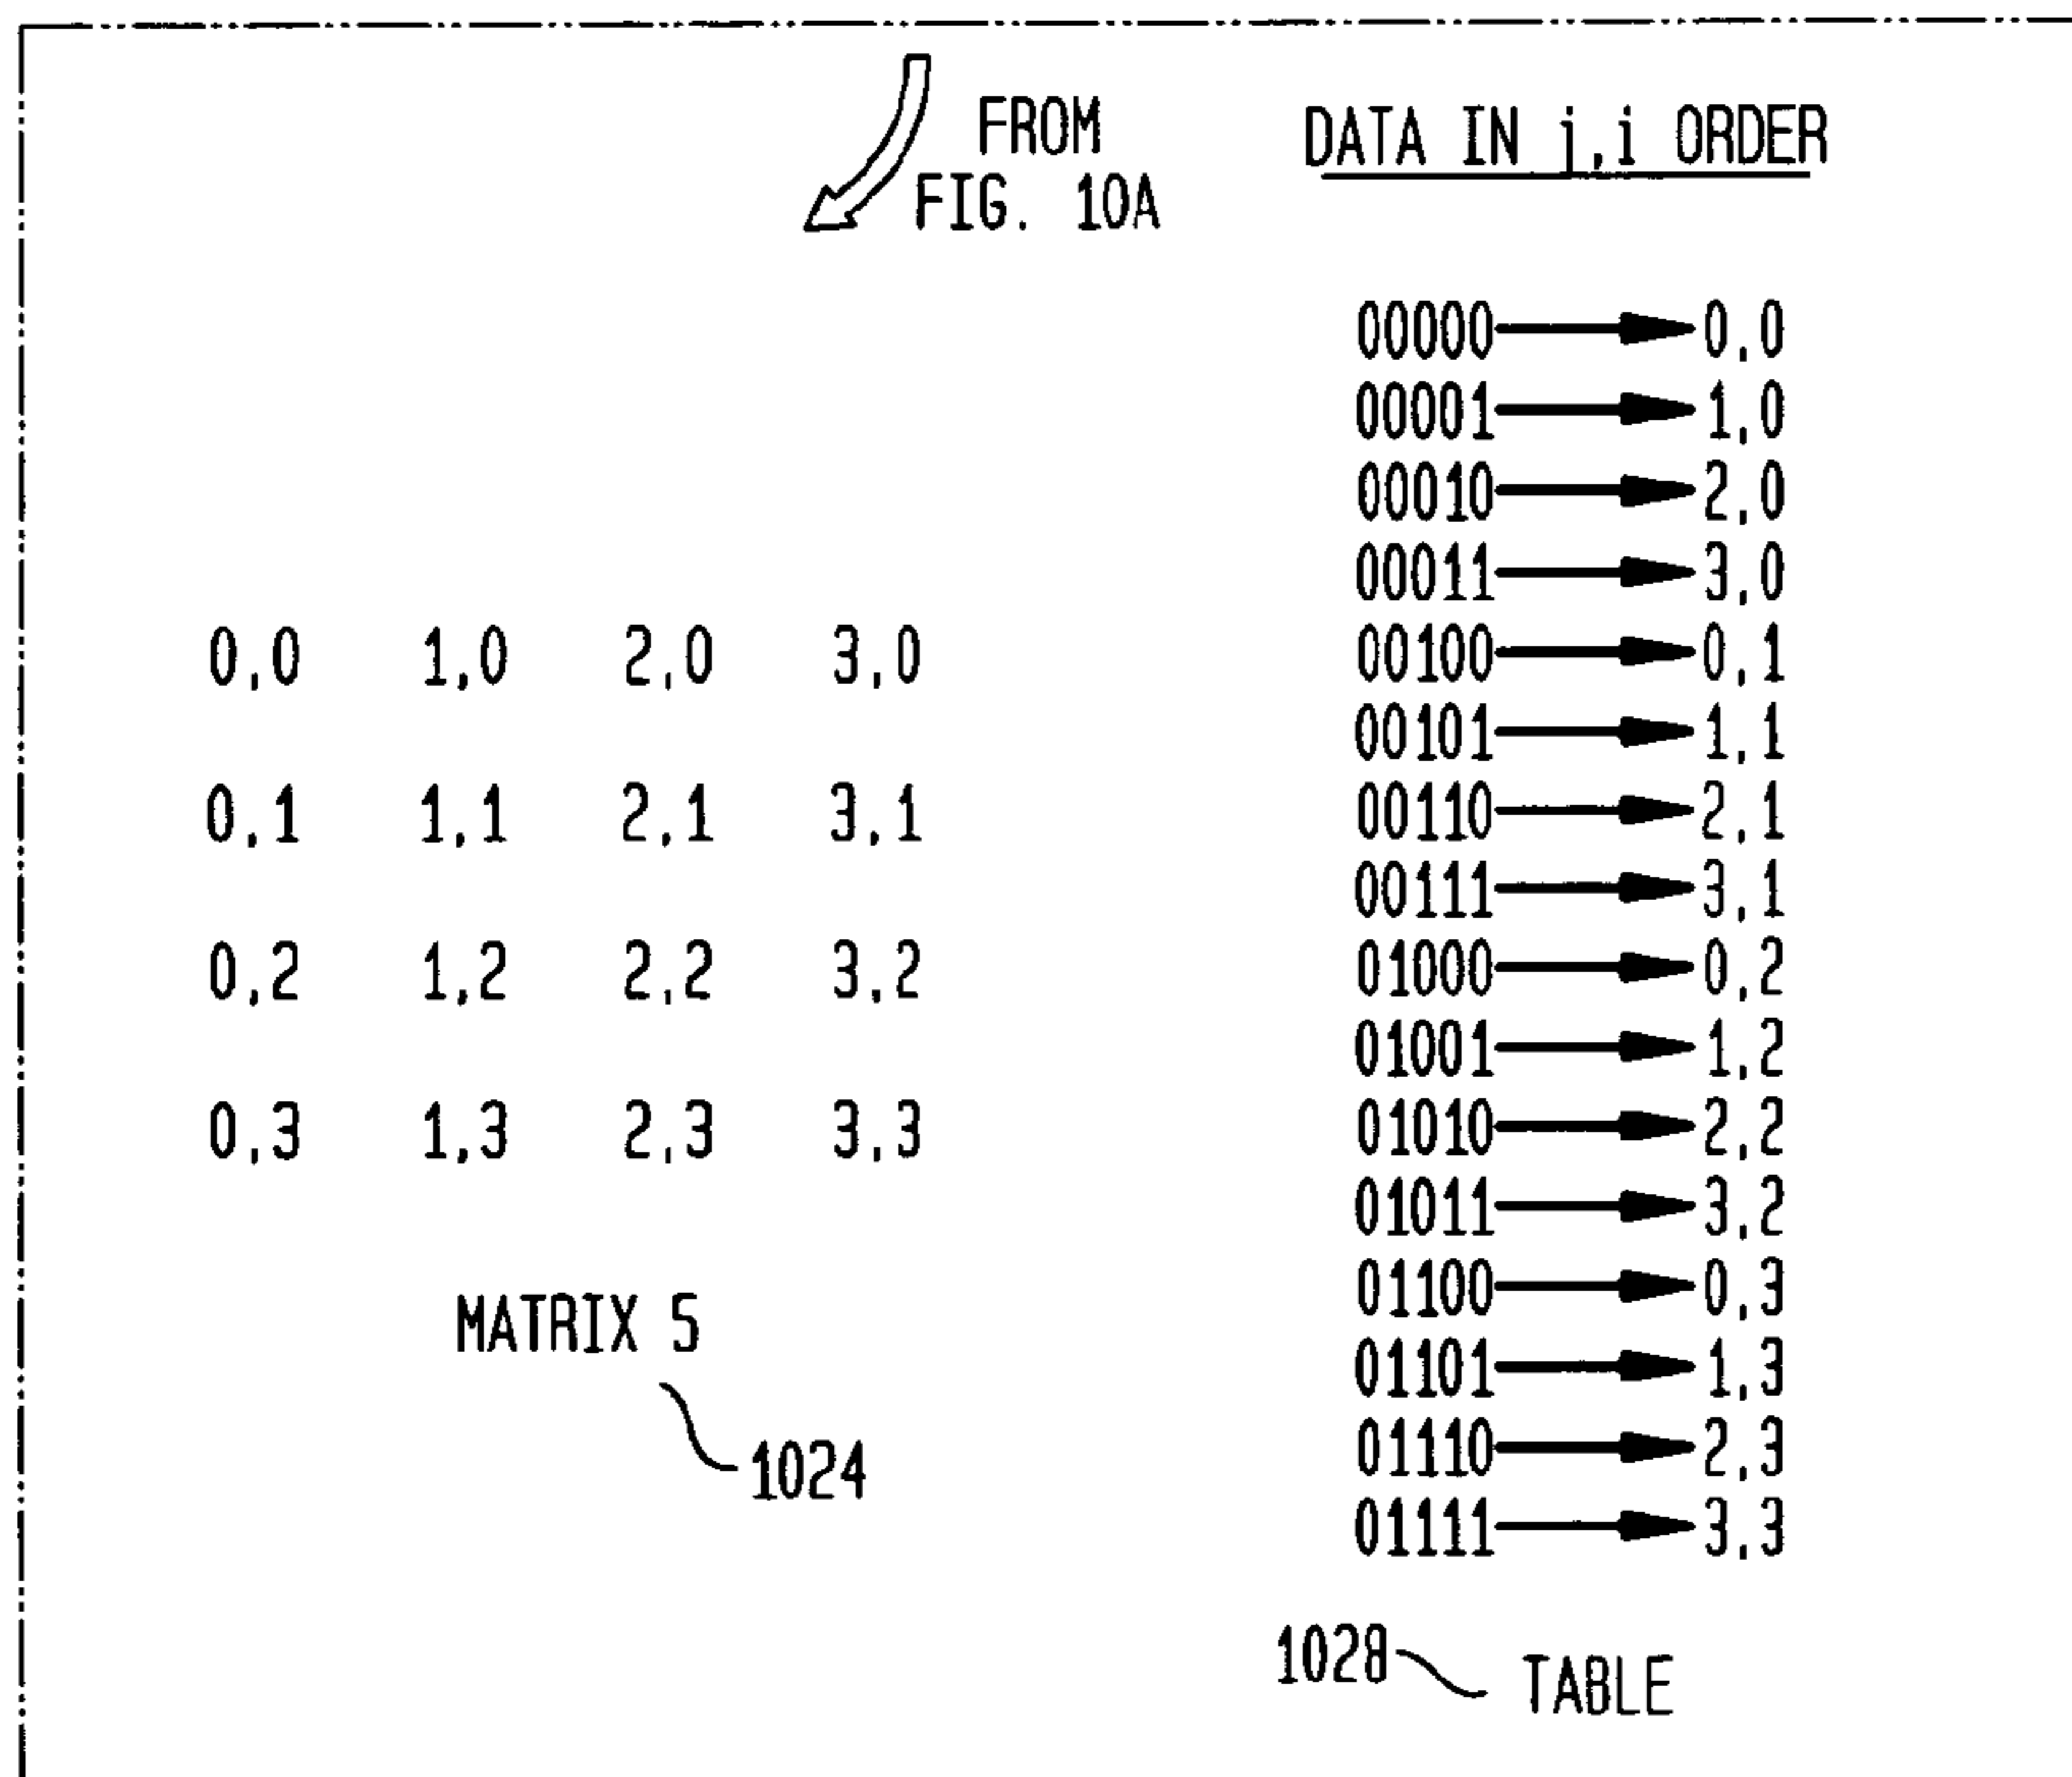 FROM
FIG. 10A
DATA IN j,i ORDER
0,0 1,0 2,0 3,0
0,1 1,1 2,1 3,1
0,2 1,2 2,2 3,2
0,3 1,3 2,3 3,3
MATRIX S
1024
00000 0,0
00001 1,0
00010 2,0
00011 3,0
00100 0,1
00101 1,1
00110 2,1
00111 3,1
01000 0,2
01001 1,2
01010 2,2
01011 3,2
01100 0,3
01101 1,3
01110 2,3
01111 3,3
1028 TABLE